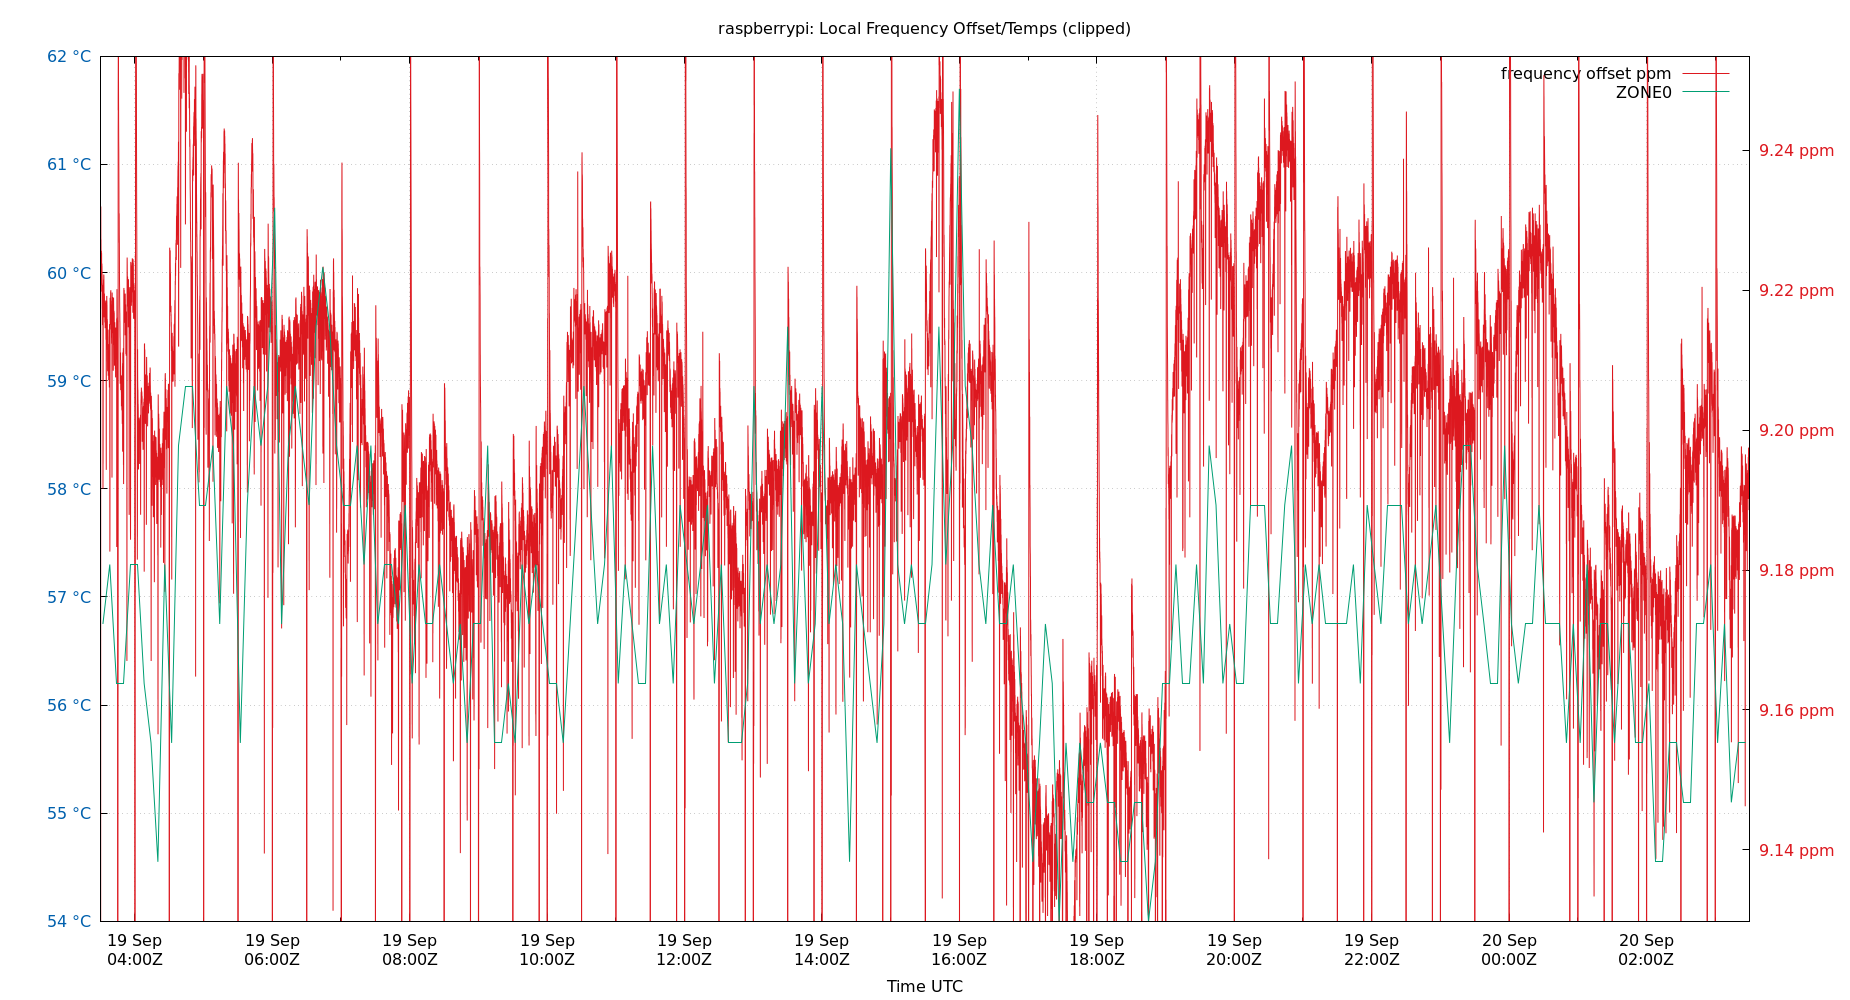 raspberrypi: Local Frequency Offset/Temps (clipped)
62 °C
61 °C
60 °C
59 °C
58 °C
57 °C
56 °C
55 °C
54 °C
frequency offset ppm
ZONE0
9.24 ppm
9.22 ppm
9.20 ppm
9.18 ppm
9.16 ppm
9.14 ppm
19 Sep 19 Sep 19 Sep 19 Sep 19 Sep 19 Sep 19 Sep 19 Sep 19 Sep 19 Sep 20 Sep 20 Sep
04:00Z 06:00Z 08:00Z 10:00Z 12:00Z 14:00Z 16:00Z 18:00Z 20:00Z 22:00Z 00:00Z 02:00Z
Time UTC